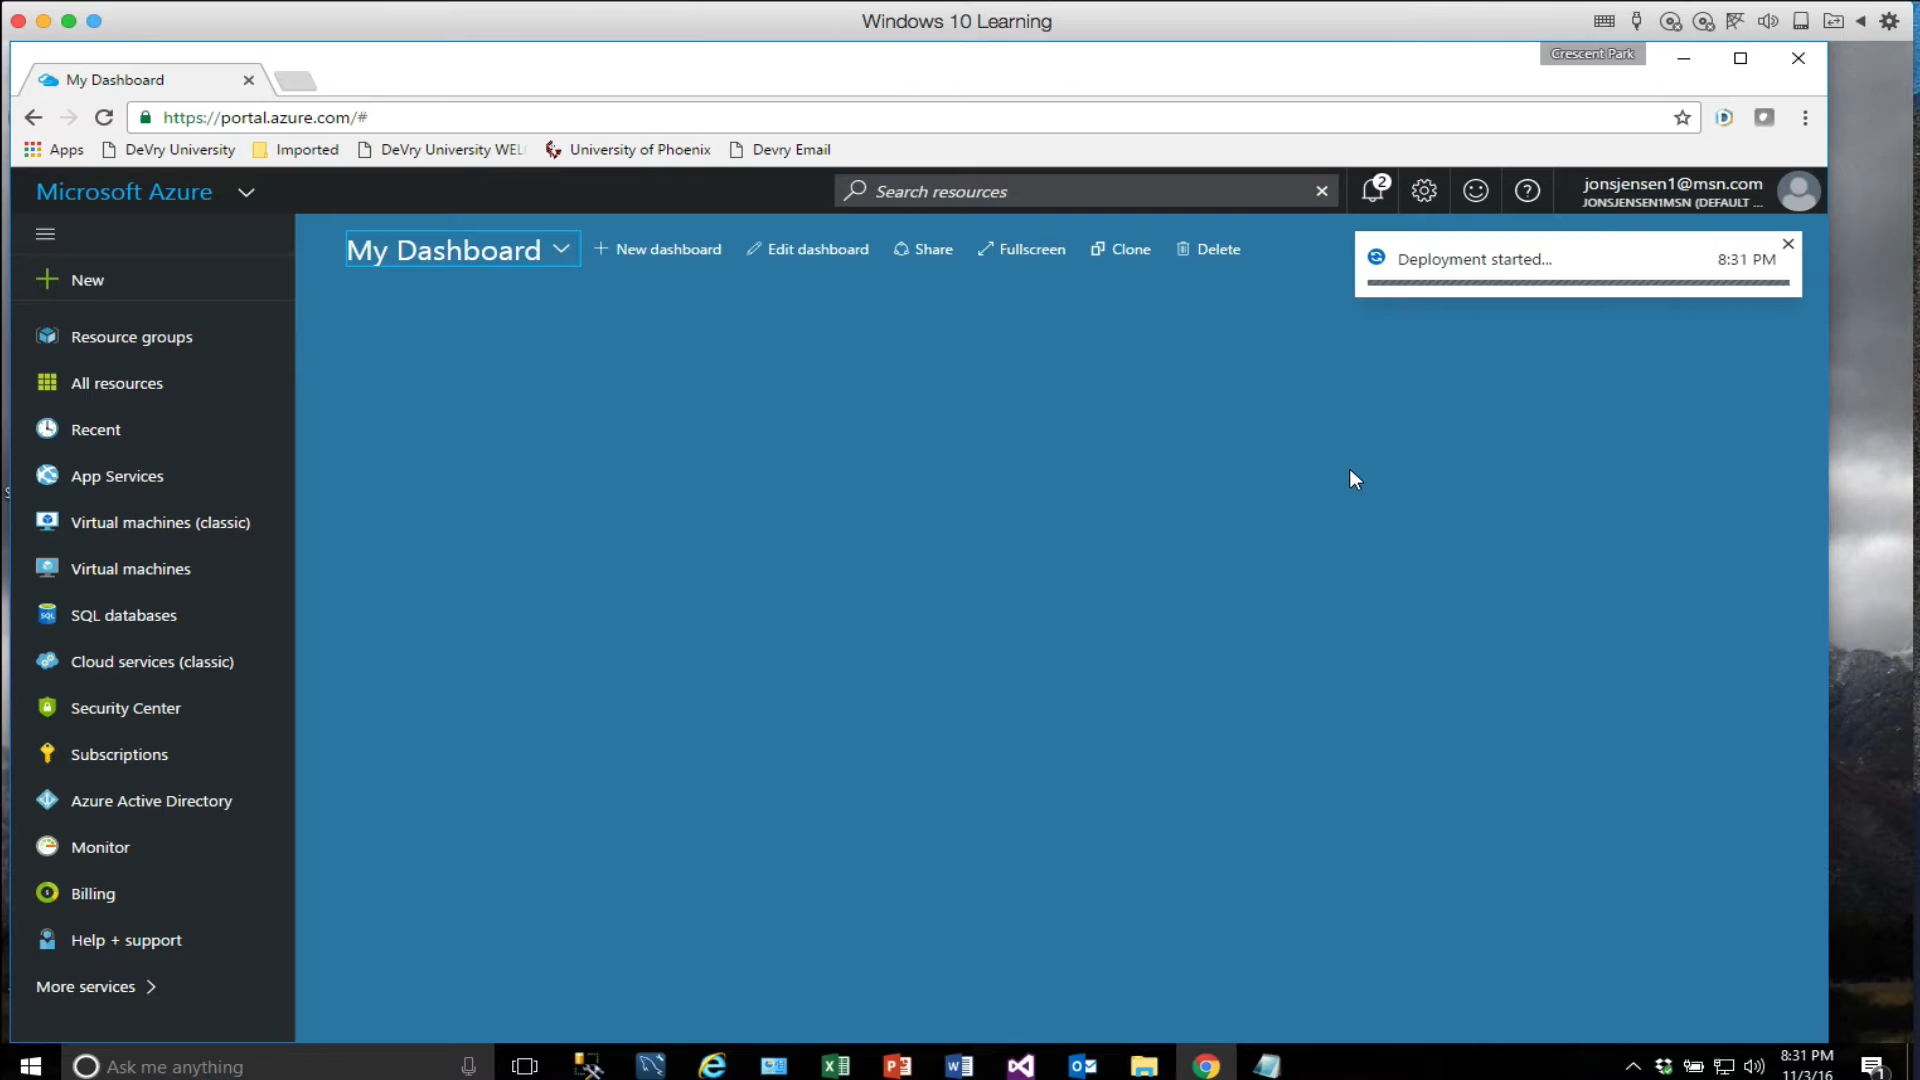 Windows 10 Learning
Crescent Park
My Dashboard
https://portal.azure.com/#
Apps
DeVry University
Imported
DeVry University WEL
University of Phoenix
Devry Email
Microsoft Azure
Search resources
2
jonsjensen1@msn.com
JONSJENSEN1MSN (DEFAULT ...
My Dashboard
New dashboard
Edit dashboard
Share
Fullscreen
Clone
Delete
Deployment started...
8:31 PM
New
Resource groups
All resources
Recent
App Services
Virtual machines (classic)
Virtual machines
SQL databases
Cloud services (classic)
Security Center
Subscriptions
Azure Active Directory
Monitor
Billing
Help + support
More services
Ask me anything
8:31 PM
11/3/16
1